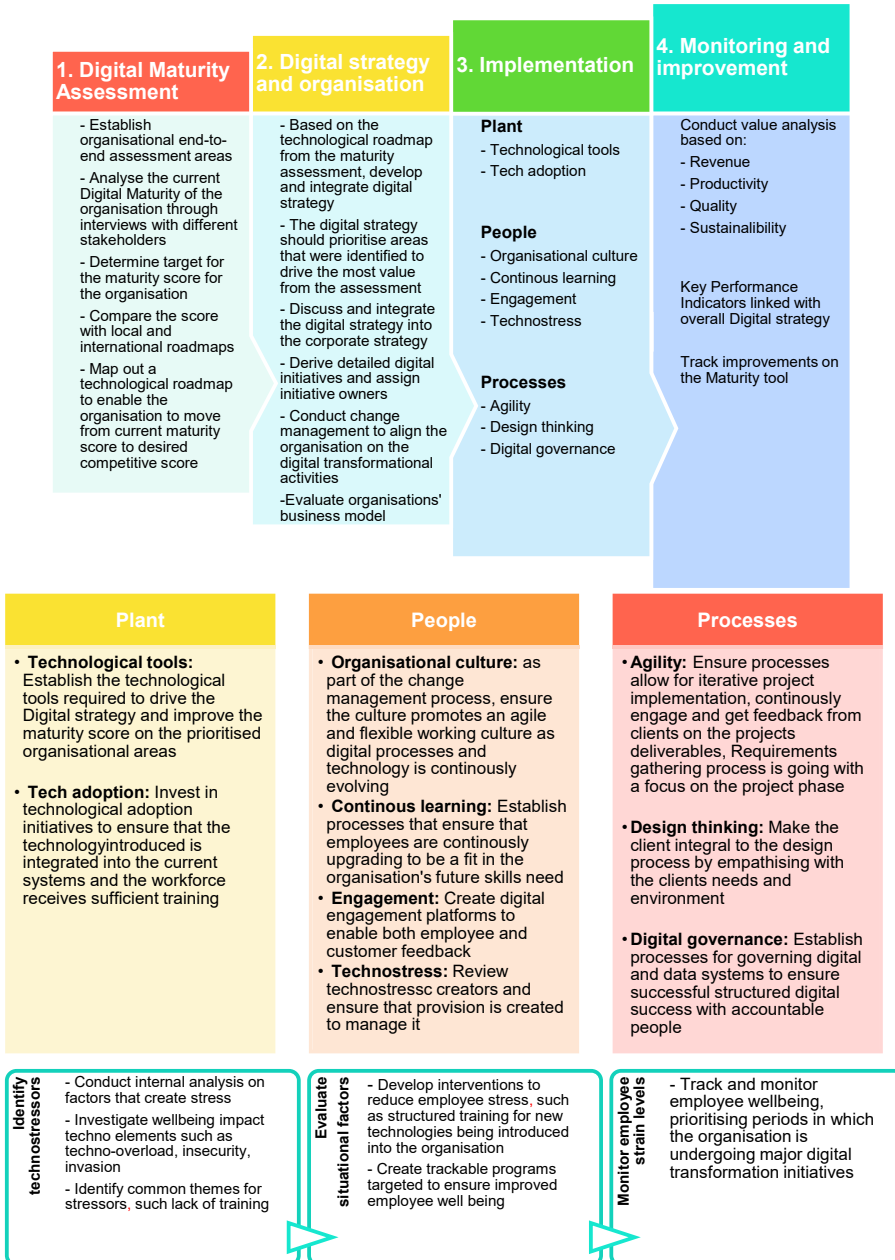 1. Digital Maturity
Assessment
- Establish
organisational end-to-
end assessment areas
- Analyse the current
Digital Maturity of the
organisation through
interviews with different
stakeholders
- Determine target for
the maturity score for
the organisation
- Compare the score
with local and
international roadmaps
- Map out a
technological roadmap
to enable the
organisation to move
from current maturity
score to desired
competitive score
2. Digital strategy
and organisation
- Based on the
technological roadmap
from the maturity
assessment, develop
and integrate digital
strategy
- The digital strategy
should prioritise areas
that were identified to
drive the most value
from the assessment
- Discuss and integrate
the digital strategy into
the corporate strategy
- Derive detailed digital
initiatives and assign
initiative owners
- Conduct change
management to align the
organisation on the
digital transformational
activities
-Evaluate organisations'
business model
3. Implementation
Plant
- Technological tools
- Tech adoption
People
- Organisational culture
- Continous learning
- Engagement
- Technostress
Processes
- Agility
- Design thinking
- Digital governance
4. Monitoring and
improvement
Conduct value analysis
based on:
- Revenue
- Productivity
- Quality
- Sustainalibility
Key Performance
Indicators linked with
overall Digital strategy
Track improvements on
the Maturity tool
Plant
• Technological tools:
Establish the technological
tools required to drive the
Digital strategy and improve the
maturity score on the prioritised
organisational areas
• Tech adoption: Invest in
technological adoption
initiatives to ensure that the
technologyintroduced is
integrated into the current
systems and the workforce
receives sufficient training
People
• Organisational culture: as
part of the change
management process, ensure
the culture promotes an agile
and flexible working culture as
digital processes and
technology is continously
evolving
• Continous learning: Establish
processes that ensure that
employees are continously
upgrading to be a fit in the
organisation's future skills need
• Engagement: Create digital
engagement platforms to
enable both employee and
customer feedback
• Technostress: Review
technostressc creators and
ensure that provision is created
to manage it
Processes
• Agility: Ensure processes
allow for iterative project
implementation, continously
engage and get feedback from
clients on the projects
deliverables, Requirements
gathering process is going with
a focus on the project phase
• Design thinking: Make the
client integral to the design
process by empathising with
the clients needs and
environment
• Digital governance: Establish
processes for governing digital
and data systems to ensure
successful structured digital
success with accountable
people
Identify
technostressors
- Conduct internal analysis on
factors that create stress
- Investigate wellbeing impact
techno elements such as
techno-overload, insecurity,
invasion
- Identify common themes for
stressors, such lack of training
Evaluate
situational factors
- Develop interventions to
reduce employee stress, such
as structured training for new
technologies being introduced
into the organisation
- Create trackable programs
targeted to ensure improved
employee well being
Monitor employee
strain levels
- Track and monitor
employee wellbeing,
prioritising periods in which
the organisation is
undergoing major digital
transformation initiatives